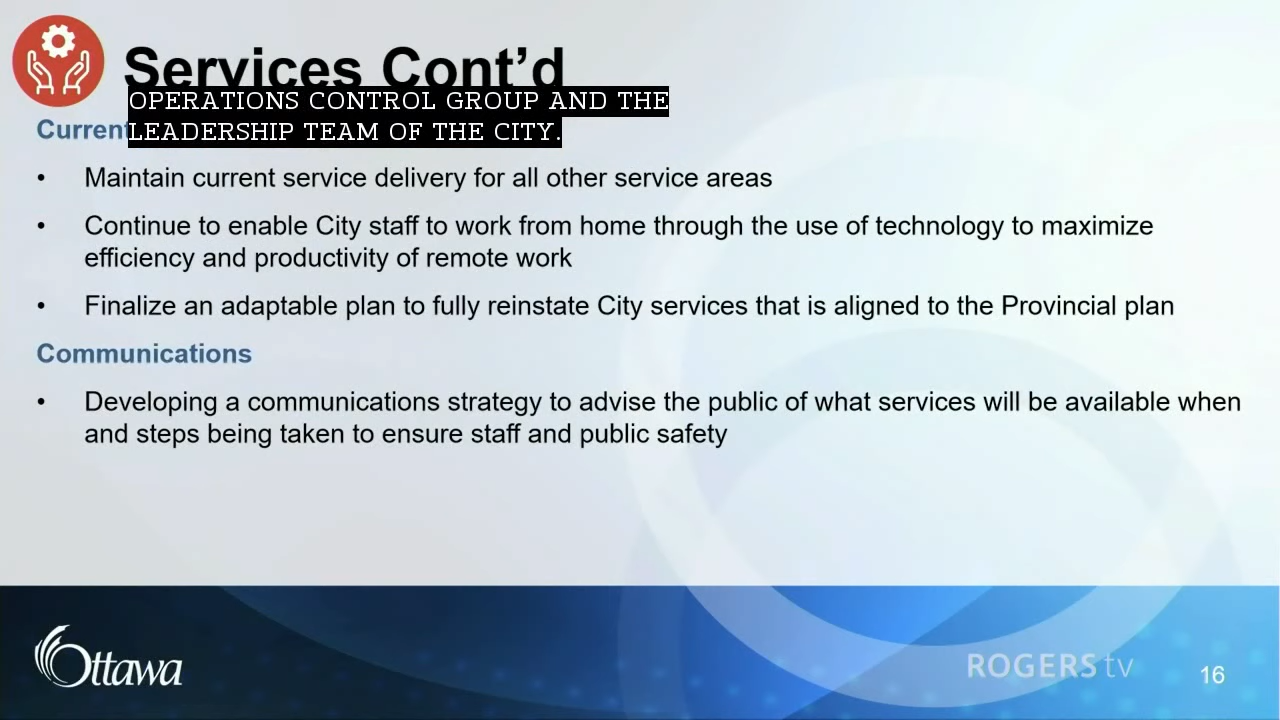 Services Cont’d
OPERATIONS CONTROL GROUP AND THE
Current
LEADERSHIP TEAM OF THE CITY.
• Maintain current service delivery for all other service areas
• Continue to enable City staff to work from home through the use of technology to maximize
efficiency and productivity of remote work
• Finalize an adaptable plan to fully reinstate City services that is aligned to the Provincial plan
Communications
• Developing a communications strategy to advise the public of what services will be available when
and steps being taken to ensure staff and public safety
Ottawa
ROGERS tv
16